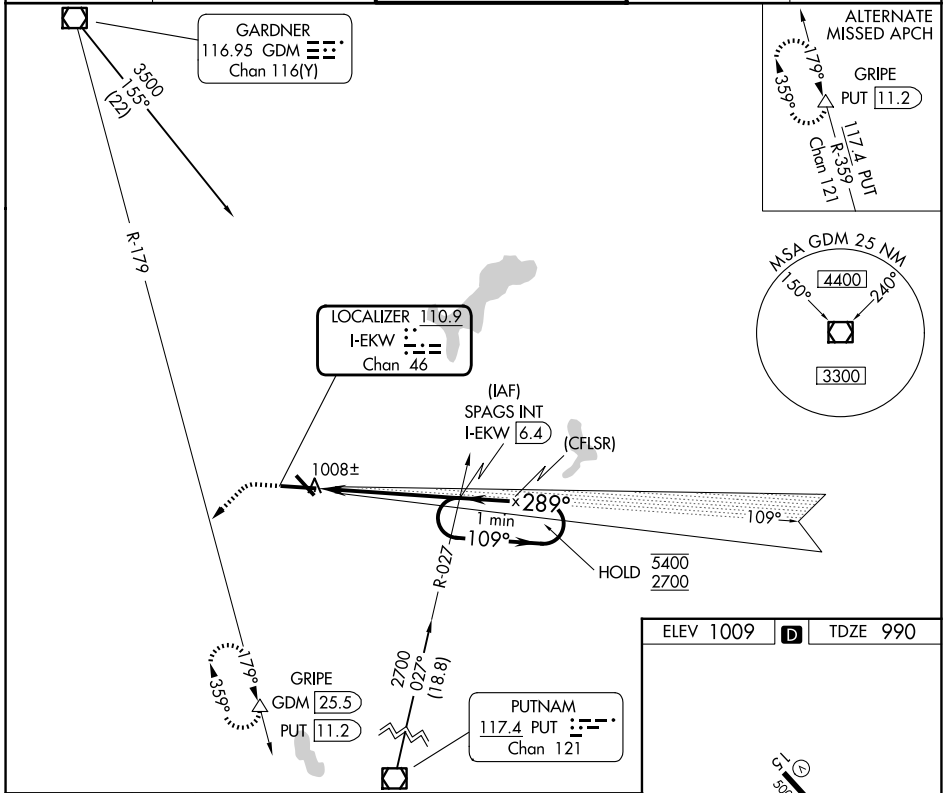 GARDNER
116.95 GDM
Chan 116(Y)
3500
155°
(22)
R-179
ALTERNATE
MISSED APCH
179°
359°
GRIPE
PUT 11.2
117.4 PUT
R-359
Chan 121
MSA GDM 25 NM
150°
4400
240°
3300
LOCALIZER 110.9
I-EKW
Chan 46
(IAF)
SPAGS INT
I-EKW 6.4
(CFLSR)
1008±
289°
1 min
109°
109°
HOLD 5400
2700
R-027
2700
027°
(18.8)
179°
359°
GRIPE
GDM 25.5
PUT 11.2
PUTNAM
117.4 PUT
Chan 121
ELEV 1009 D TDZE 990
15
V